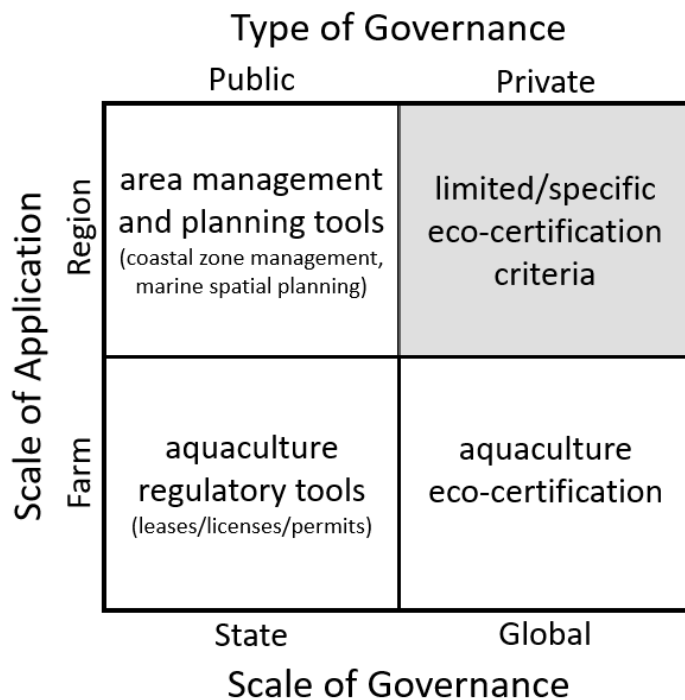 Type of Governance
Public
Private
Scale of Application
Region
area management
and planning tools
(coastal zone management,
marine spatial planning)
limited/specific
eco-certification
criteria
Farm
aquaculture
regulatory tools
(leases/licenses/permits)
aquaculture
eco-certification
State
Global
Scale of Governance